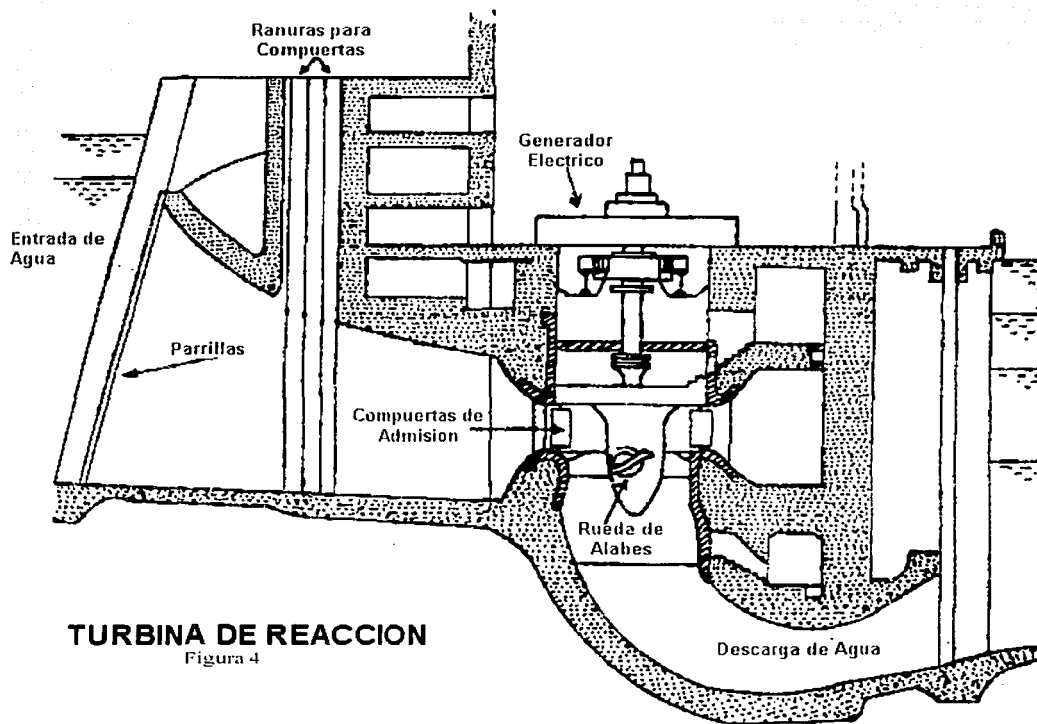 Ranuras para
Compuertas
Generador
Electrico
Entrada de
Agua
Parrillas
Compuertas de
Admision
Rueda de
Alabes
TURBINA DE REACCION
Figura 4
Descarga de Agua